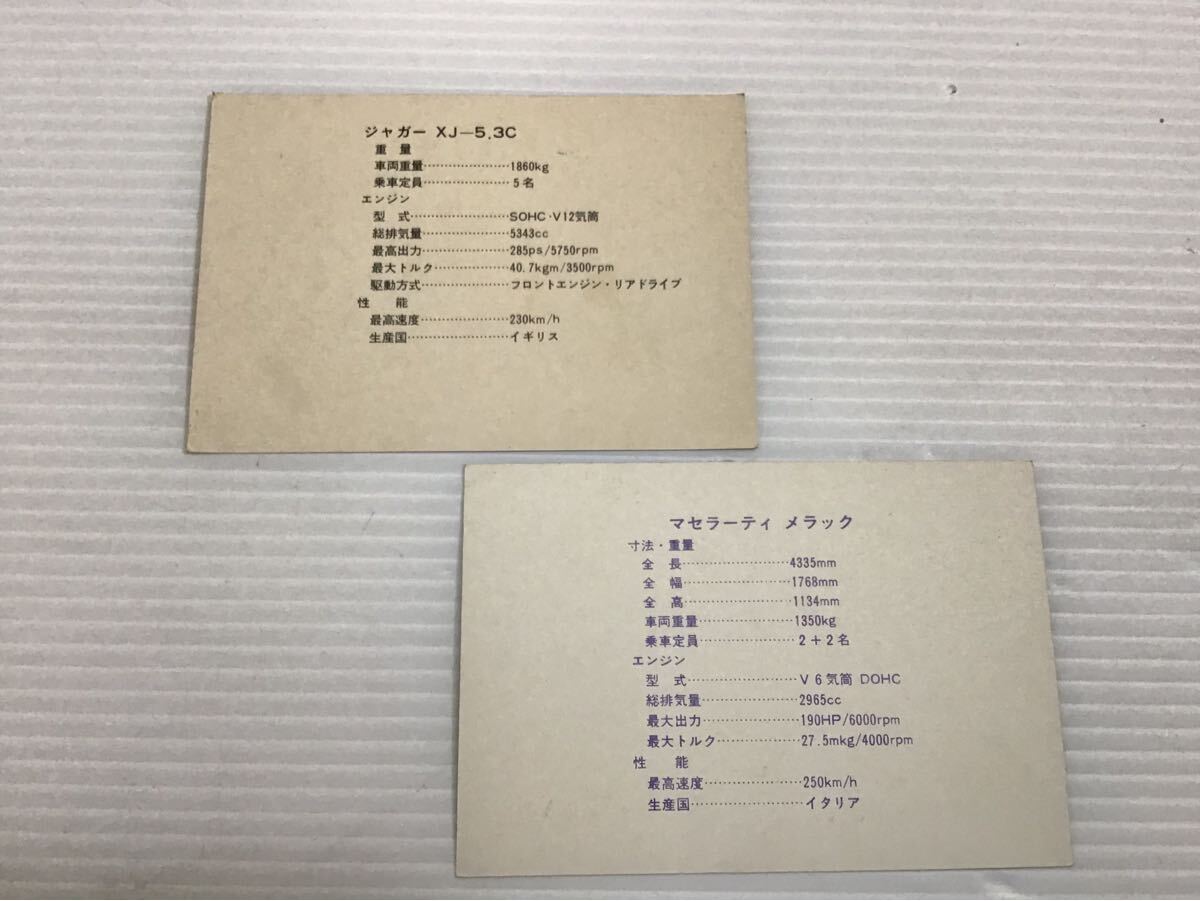 ジャガー XJ—5.3C
重量
車両重量……………………1860kg
乗車定員……………………5名
エンジン
型式……………………SOHC·V12気筒
総排気量……………………5343cc
最高出力……………………285ps/5750rpm
最大トルク……………………40.7kgm/3500rpm
駆動方式……………………フロントエンジン・リアドライブ
性能
最高速度……………………230km/h
生産国……………………イギリス
マセラーティ メラック
寸法・重量
全長……………………4335mm
全幅……………………1768mm
全高……………………1134mm
車両重量……………………1350kg
乗車定員……………………2+2名
エンジン
型式……………………V6気筒 DOHC
総排気量……………………2965cc
最大出力……………………190HP/6000rpm
最大トルク……………………27.5mkg/4000rpm
性能
最高速度……………………250km/h
生産国……………………イタリア